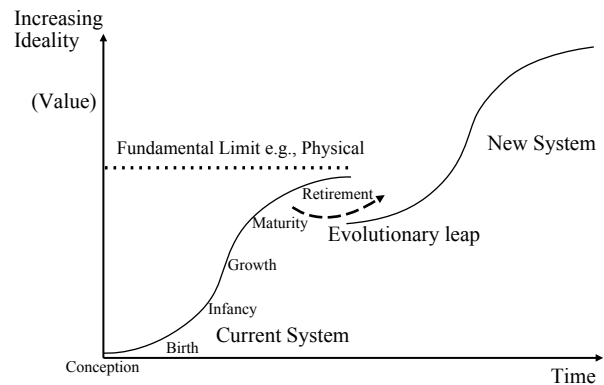 Increasing
Ideality
(Value)
Fundamental Limit e.g., Physical
New System
Retirement
Maturity
Evolutionary leap
Growth
Infancy
Current System
Birth
Conception
Time